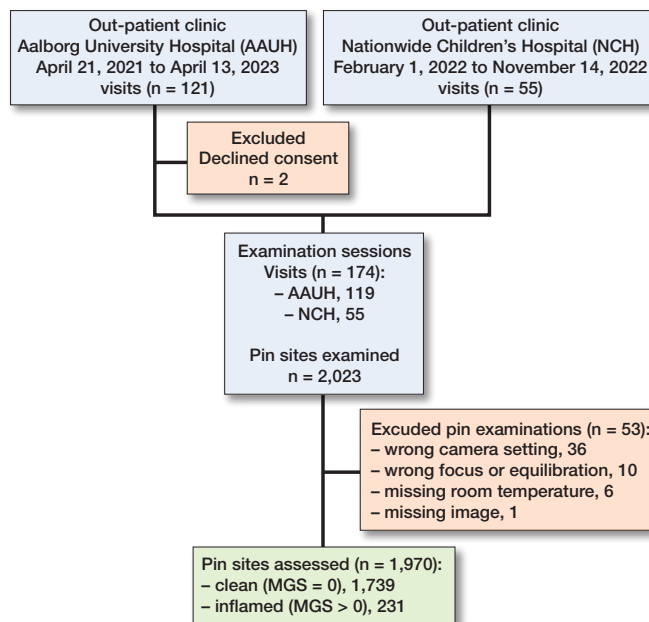 Out-patient clinic
Aalborg University Hospital (AAUH)
April 21, 2021 to April 13, 2023
visits (n = 121)
Out-patient clinic
Nationwide Children's Hospital (NCH)
February 1, 2022 to November 14, 2022
visits (n = 55)
Excluded
Declined consent
n = 2
Examination sessions
Visits (n = 174):
– AAUH, 119
– NCH, 55
Pin sites examined
n = 2,023
Excuded pin examinations (n = 53):
– wrong camera setting, 36
– wrong focus or equilibration, 10
– missing room temperature, 6
– missing image, 1
Pin sites assessed (n = 1,970):
– clean (MGS = 0), 1,739
– inflamed (MGS > 0), 231